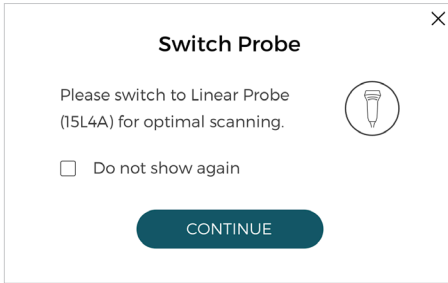 Switch Probe
Please switch to Linear Probe
(15L4A) for optimal scanning.
Do not show again
CONTINUE